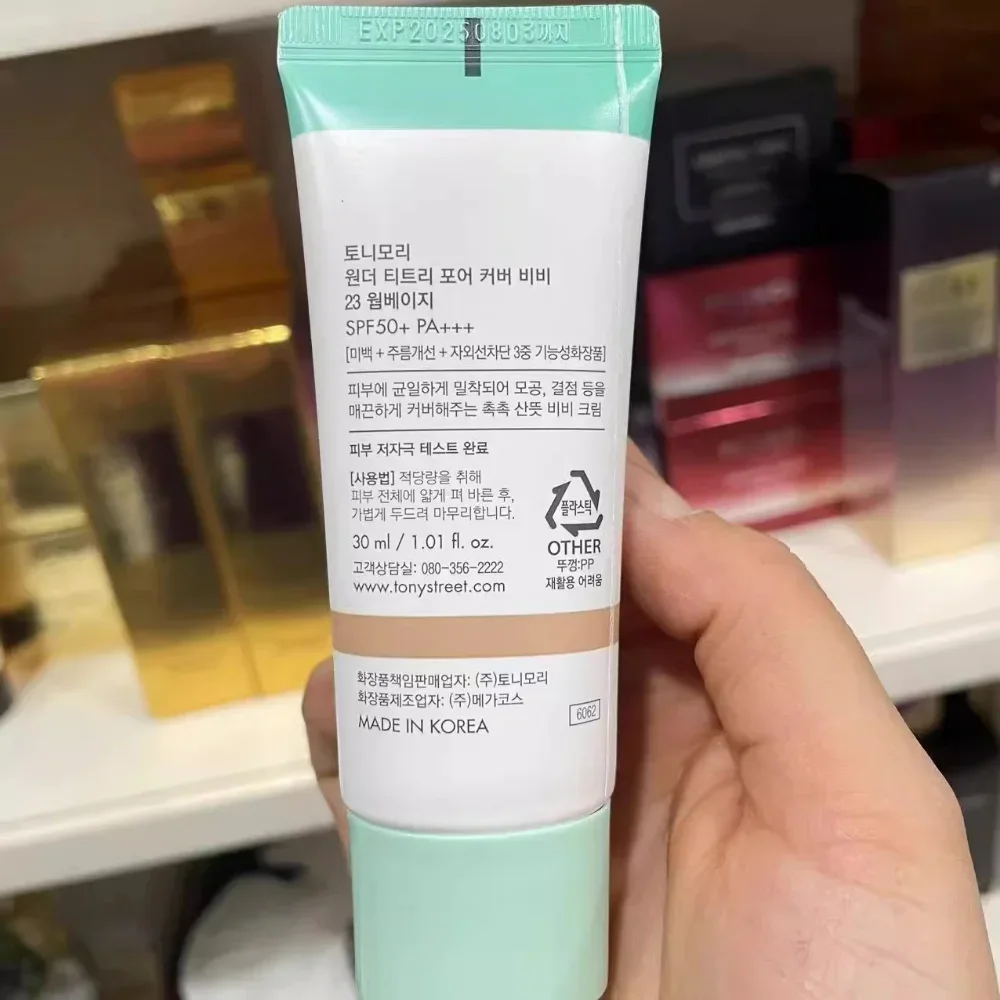 EXP20250803까지
토니모리
원더 티트리 포어 커버 비비
23 웜베이지
SPF50+ PA+++
[미백 + 주름개선 + 자외선차단 3중 기능성화장품]
피부에 균일하게 밀착되어 모공, 결점 등을
매끈하게 커버해주는 촉촉 산뜻 비비 크림
피부 저자극 테스트 완료
[사용법] 적당량을 취해
피부 전체에 얇게 펴 바른 후,
가볍게 두드려 마무리합니다.
30 ml / 1.01 fl. oz.
고객상담실: 080-356-2222
www.tonystreet.com
플라스틱
OTHER
뚜껑:PP
재활용 어려움
화장품책임판매업자: (주)토니모리
화장품제조업자: (주)메가코스
MADE IN KOREA
6062